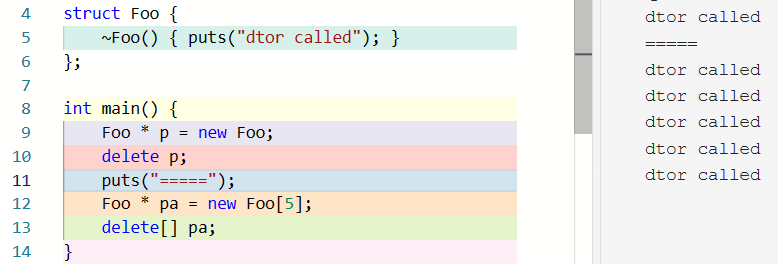 4 struct Foo {
5 ~Foo() { puts("dtor called"); }
6 };
7
8 int main() {
9 Foo * p = new Foo;
10 delete p;
11 puts("=====");
12 Foo * pa = new Foo[5];
13 delete[] pa;
14 }
dtor called
=====
dtor called
dtor called
dtor called
dtor called
dtor called